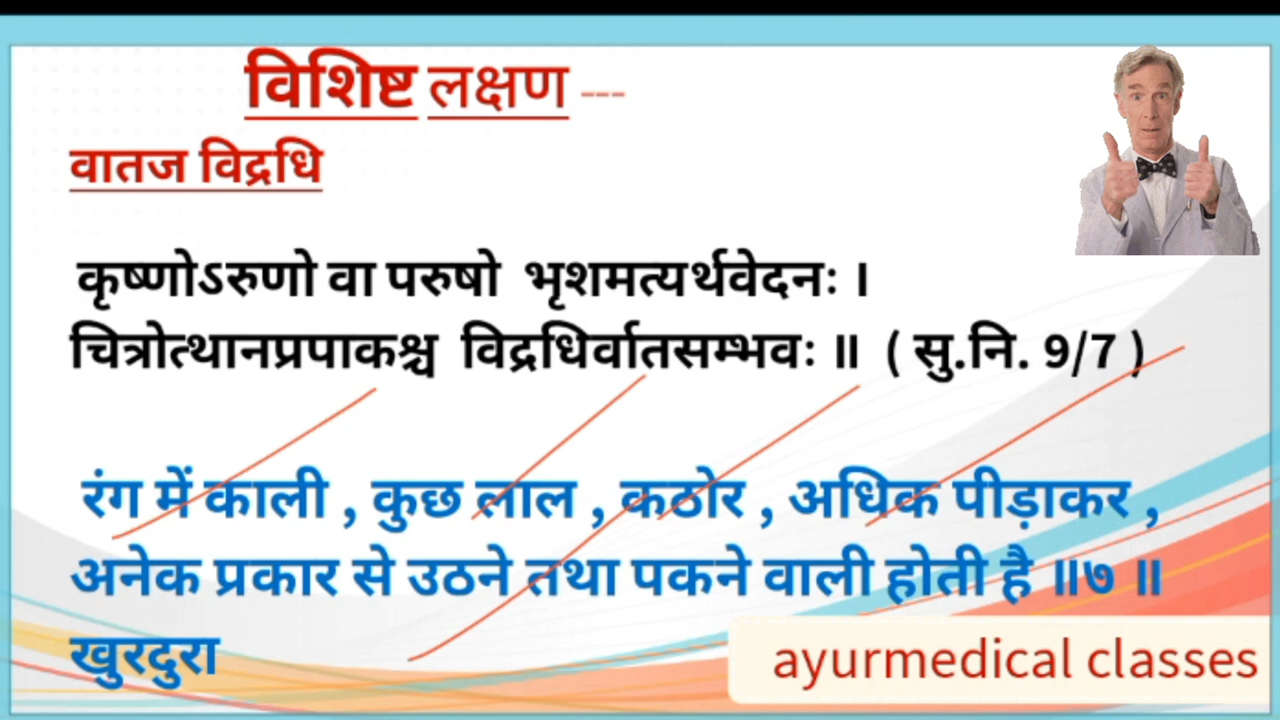 विशिष्ट लक्षण ---
वातज विद्रधि
कृष्णोऽरुणो वा परुषो भृशमत्यर्थवेदनः ।
चित्रोत्थानप्रपाकश्च विद्रधिर्वातसम्भवः ॥ ( सु.नि. 9/7 )
रंग में काली , कुछ लाल , कठोर , अधिक पीड़ाकर ,
अनेक प्रकार से उठने तथा पकने वाली होती है ॥७ ॥
खुरदुरा
ayurmedical classes